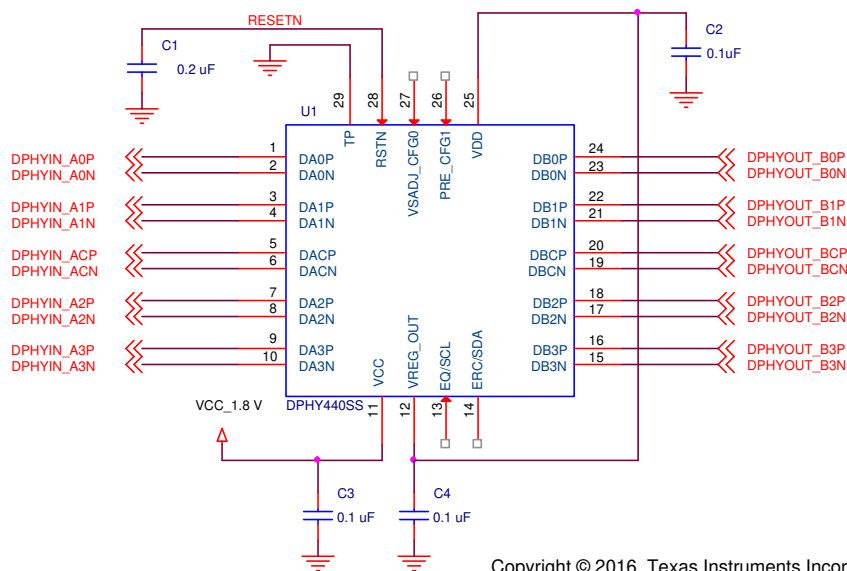 RESETN
C1
0.2 uF
C2
0.1uF
29
28
27
26
25
U1
TP
RSTN
VSADJ_CFG0
PRE_CFG1
VDD
DPHYIN_A0P 1 DA0P DB0P 24 DPHYOUT_B0P
DPHYIN_A0N 2 DA0N DB0N 23 DPHYOUT_B0N
DPHYIN_A1P 3 DA1P DB1P 22 DPHYOUT_B1P
DPHYIN_A1N 4 DA1N DB1N 21 DPHYOUT_B1N
DPHYIN_ACP 5 DACP DBCP 20 DPHYOUT_BCP
DPHYIN_ACN 6 DACN DBCN 19 DPHYOUT_BCN
DPHYIN_A2P 7 DA2P DB2P 18 DPHYOUT_B2P
DPHYIN_A2N 8 DA2N DB2N 17 DPHYOUT_B2N
DPHYIN_A3P 9 DA3P DB3P 16 DPHYOUT_B3P
DPHYIN_A3N 10 DA3N DB3N 15 DPHYOUT_B3N
VCC
VREG_OUT
EQ/SCL
ERC/SDA
VCC_1.8 V
DPHY440SS
11
12
13
14
C3
0.1 uF
C4
0.1 uF
Copyright © 2016, Texas Instruments Incor